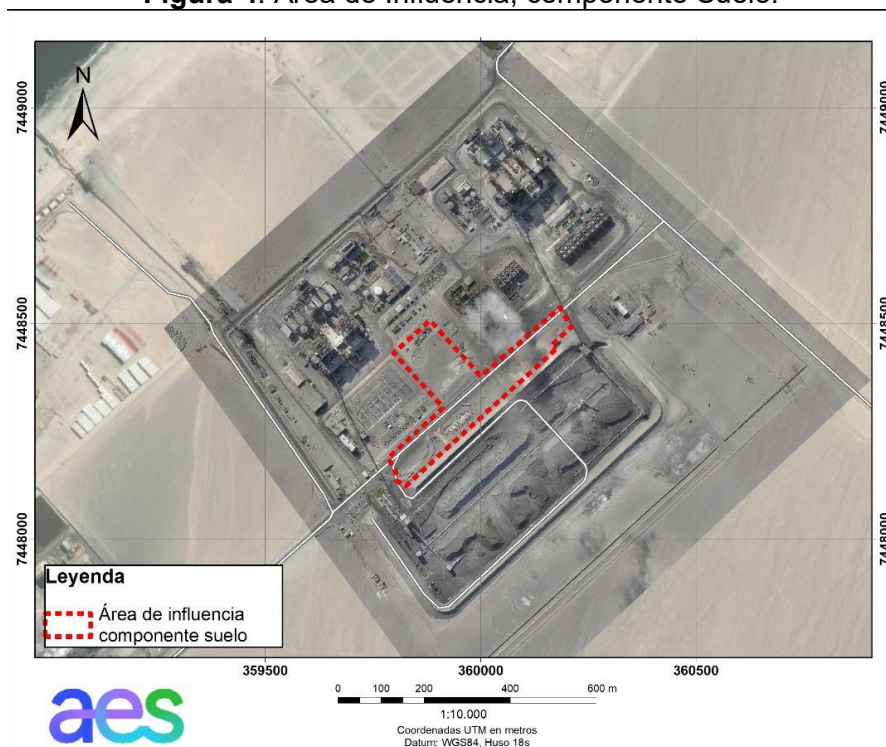 Figura 4. Área de Influencia, componente Suelo.
N
7449000
7449000
7448500
7448500
7448000
7448000
Leyenda
Área de influencia
componente suelo
359500
360000
360500
aes
0 100 200 400 600 m
1:10.000
Coordenadas UTM en metros
Datum: WGS84, Huso 18s